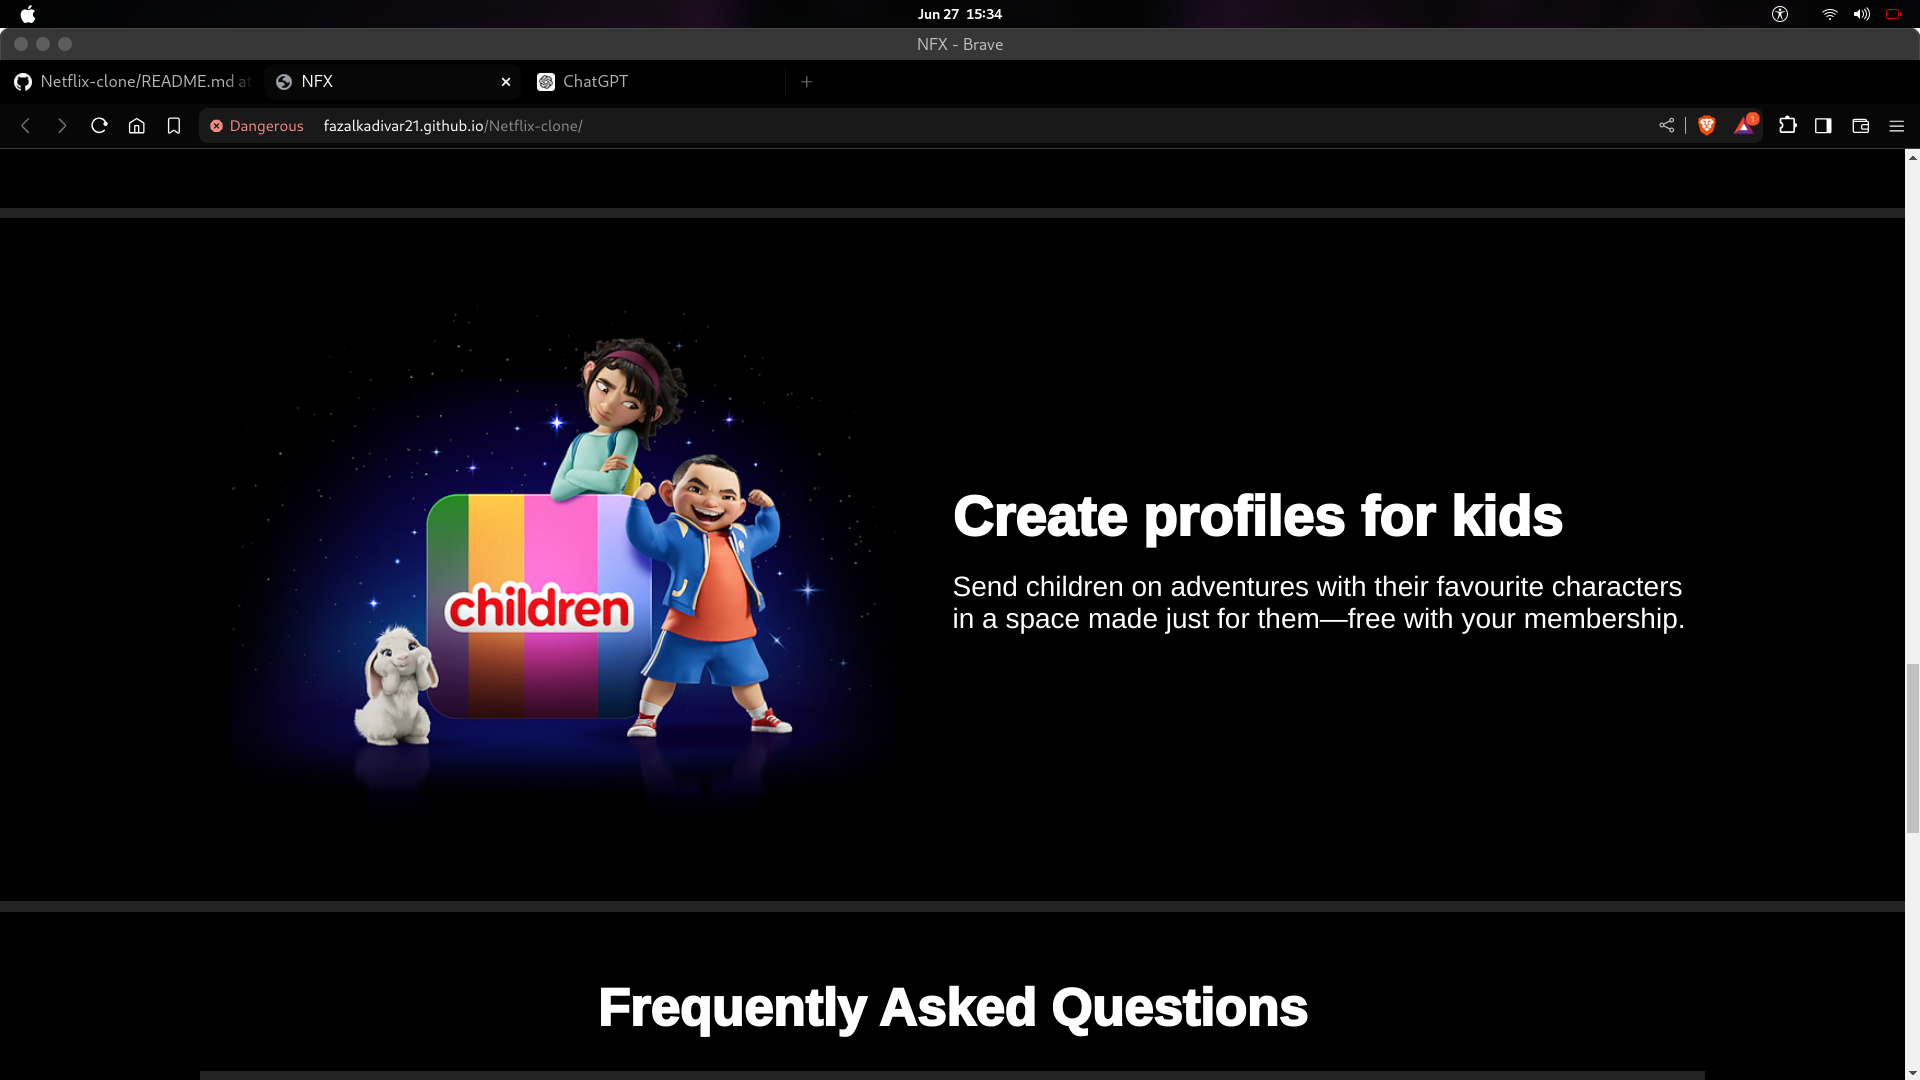 Jun 27 15:34
NFX - Brave
Netflix-clone/README.md at
NFX
ChatGPT
Dangerous
fazalkadivar21.github.io/Netflix-clone/
1
children
Create profiles for kids
Send children on adventures with their favourite characters
in a space made just for them—free with your membership.
Frequently Asked Questions